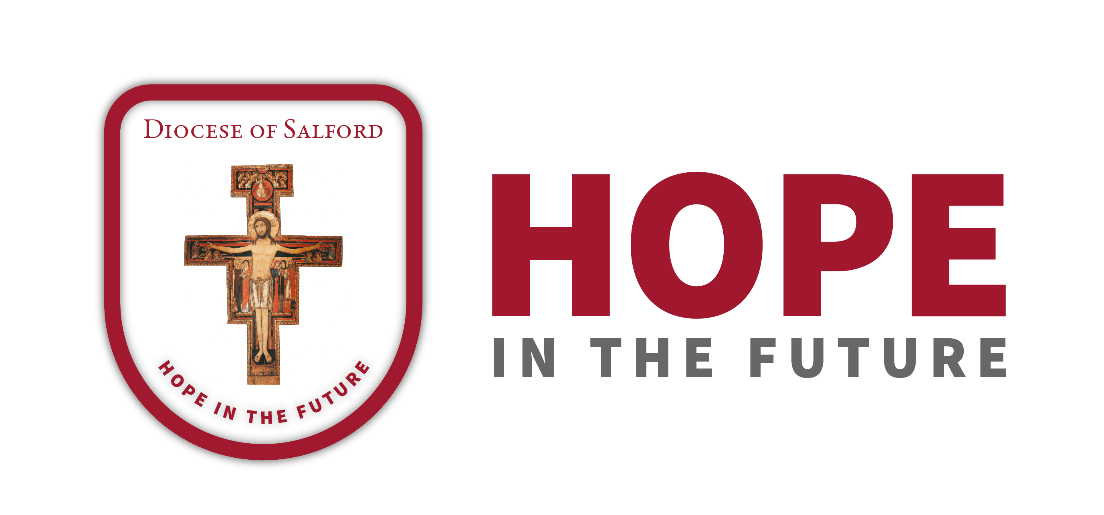 Diocese of Salford
HOPE IN THE FUTURE
HOPE
IN THE FUTURE